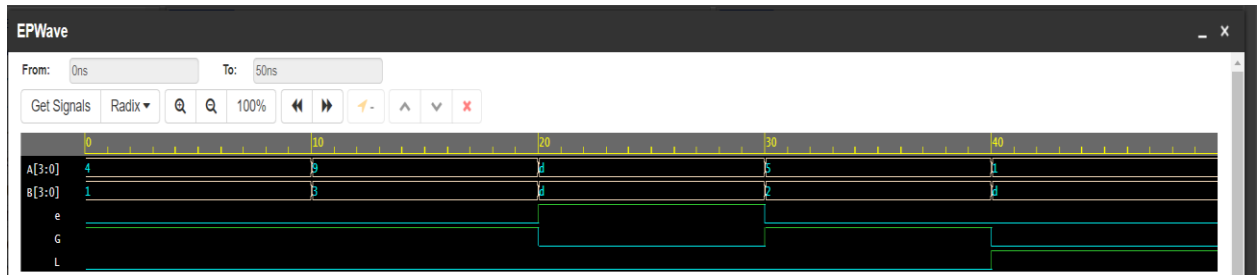 EPWave _ x
From: 0ns To: 50ns
Get Signals Radix▾ 100% -
0 10 20 30 40
A[3:0] 4 9 d 5 1
B[3:0] 1 3 d 2 d
e
G
L